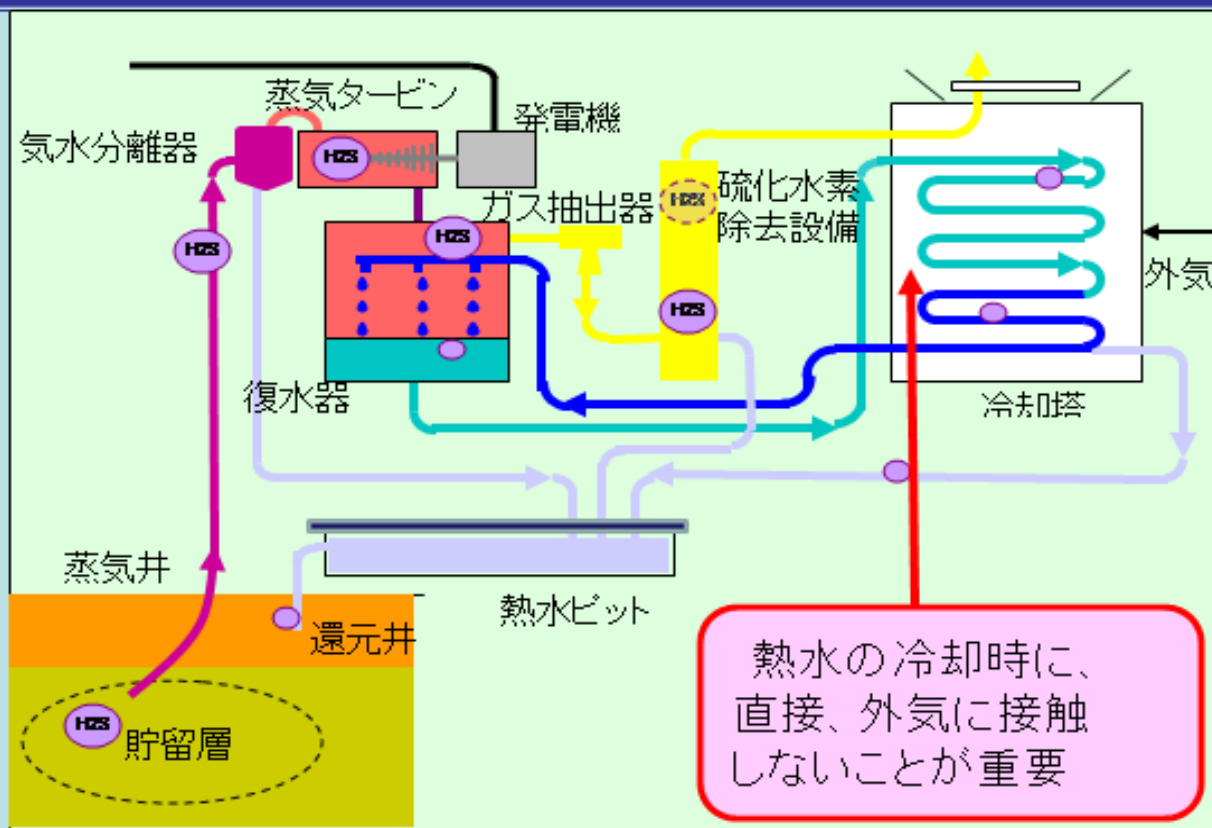 蒸気タービン
発電機
気水分離器
H2S
H2S
ガス抽出器
H2S
硫化水素
除去設備
H2S
H2S
外気
復水器
冷却塔
蒸気井
熱水ピット
還元井
H2S
貯留層
熱水の冷却時に、
直接、外気に接触
しないことが重要